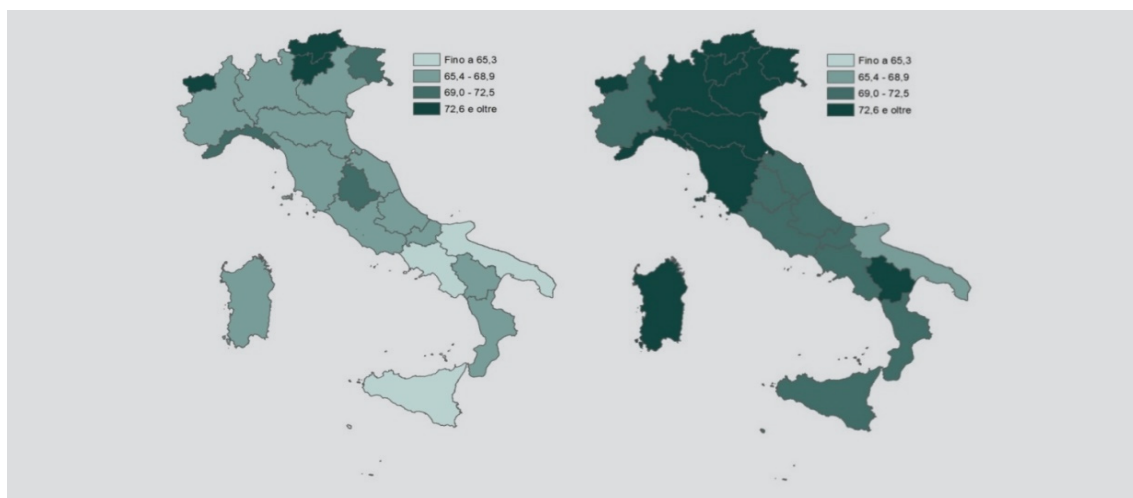 Fino a 65,3
65,4 - 68,9
69,0 - 72,5
72,6 e oltre
Fino a 65,3
65,4 - 68,9
69,0 - 72,5
72,6 e oltre